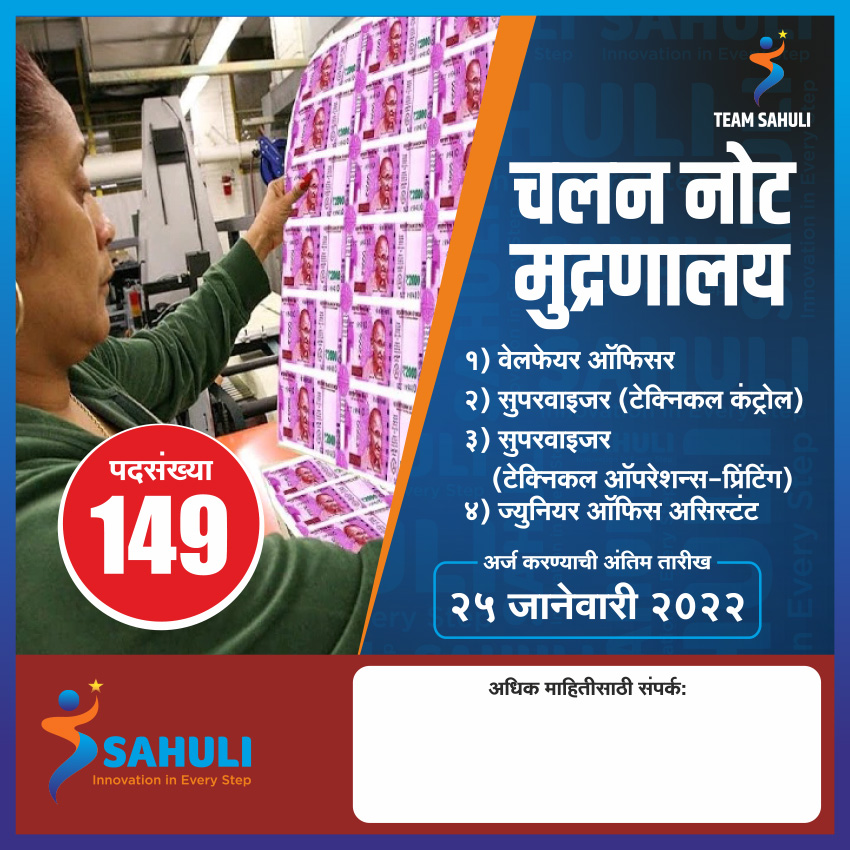 TEAM SAHULI
चलन नोट
मुद्रणालय
१) वेलफेयर ऑफिसर
२) सुपरवाइजर (टेक्निकल कंट्रोल)
३) सुपरवाइजर
(टेक्निकल ऑपरेशन्स-प्रिंटिंग)
४) ज्युनियर ऑफिस असिस्टंट
पदसंख्या
149
अर्ज करण्याची अंतिम तारीख
२५ जानेवारी २०२२
अधिक माहितीसाठी संपर्क:
SAHULI
Innovation in Every Step